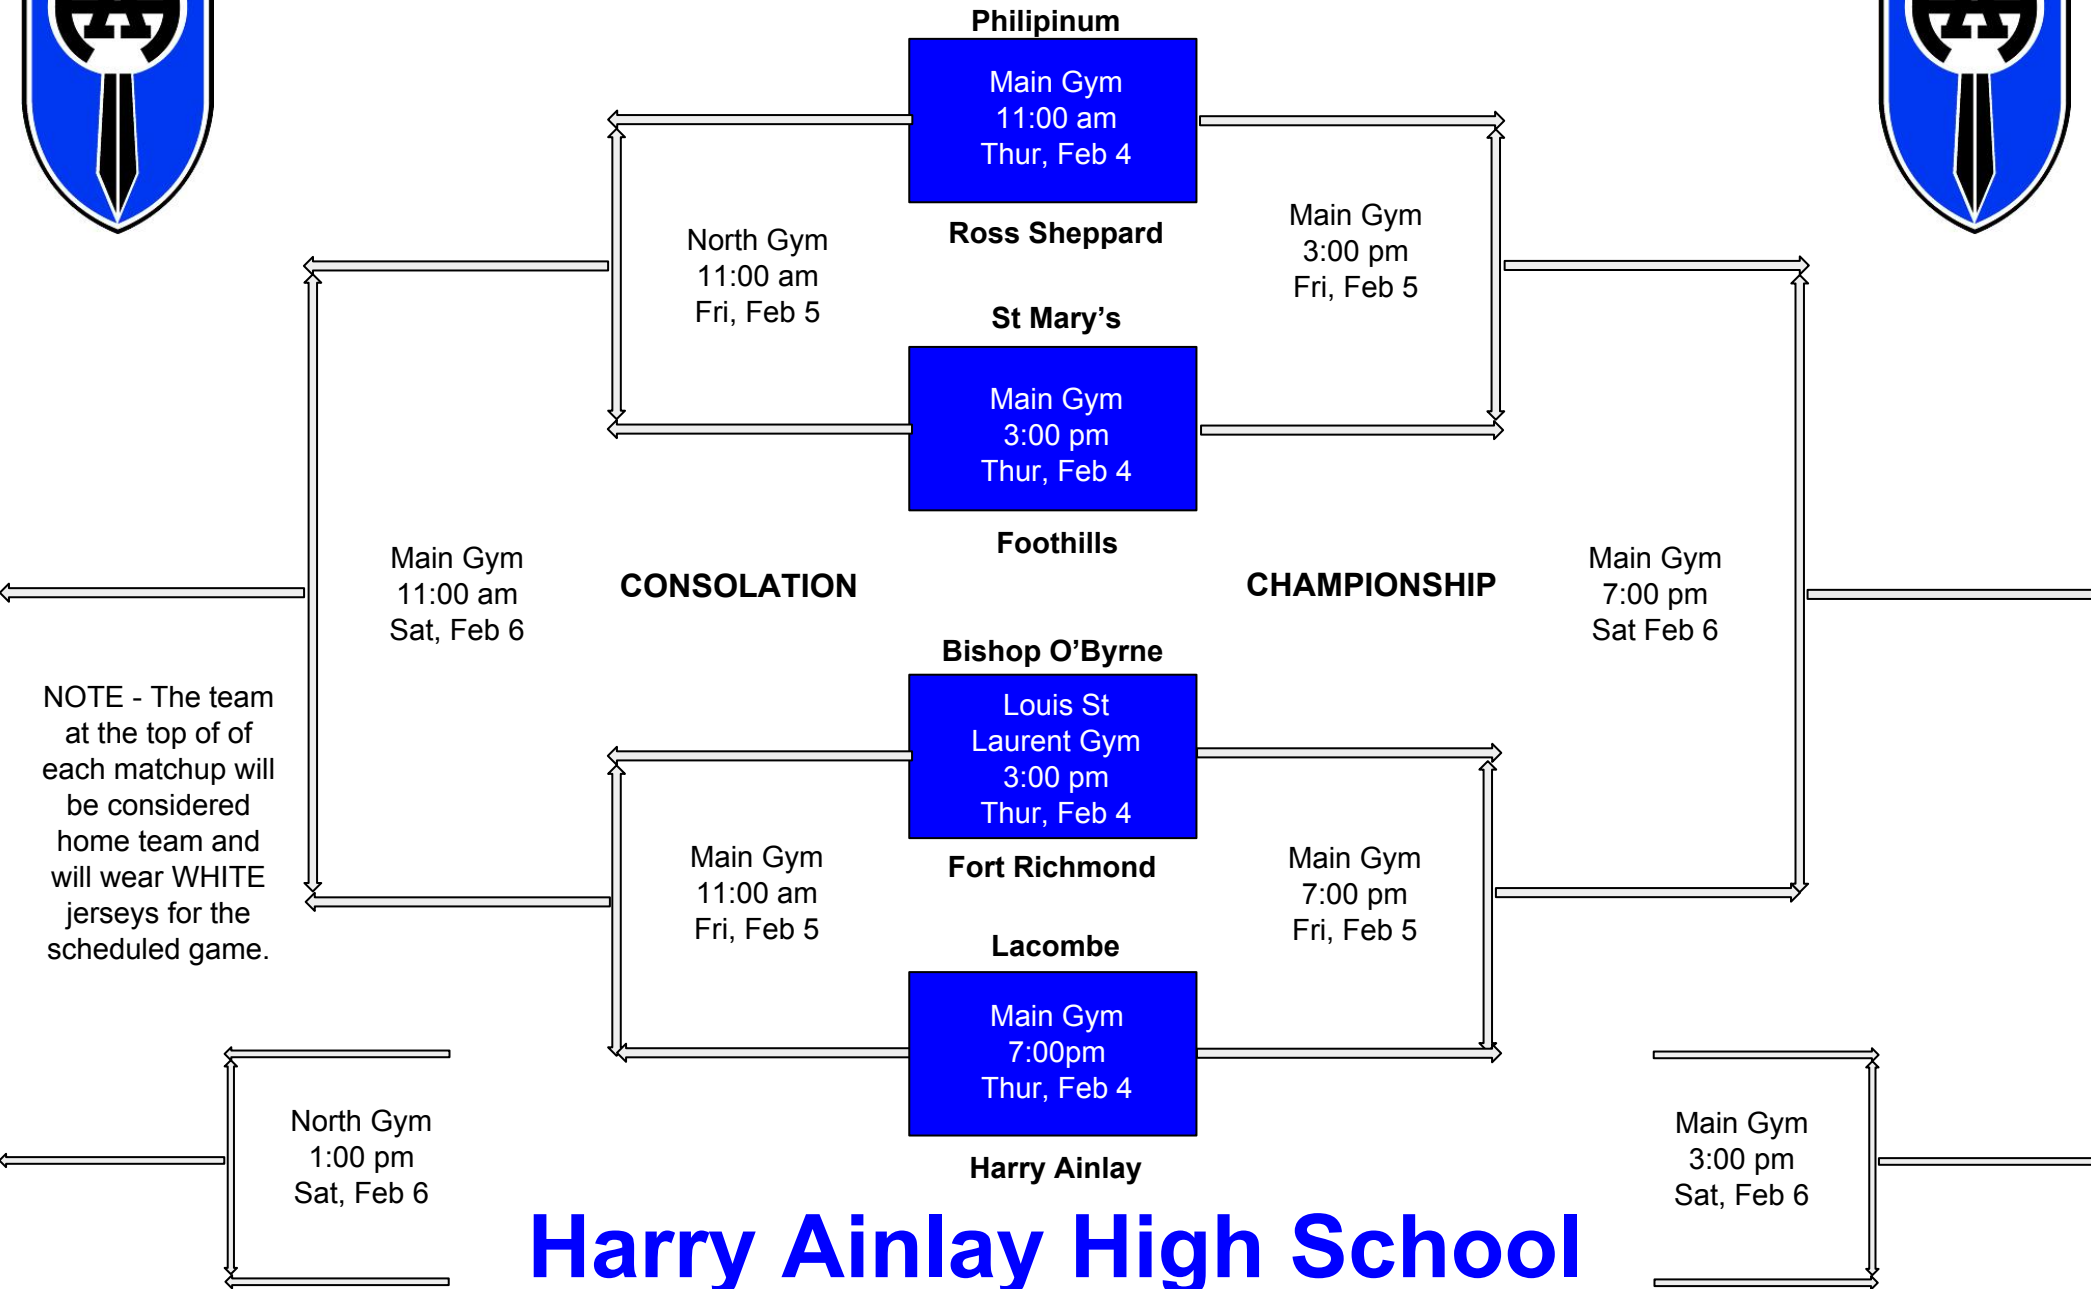 Philipinum
Main Gym
11:00 am
Thur, Feb 4
Ross Sheppard
North Gym
11:00 am
Fri, Feb 5
Main Gym
3:00 pm
Fri, Feb 5
St Mary’s
Main Gym
3:00 pm
Thur, Feb 4
Foothills
Main Gym
11:00 am
Sat, Feb 6
CONSOLATION
CHAMPIONSHIP
Main Gym
7:00 pm
Sat Feb 6
Bishop O’Byrne
Louis St
Laurent Gym
3:00 pm
Thur, Feb 4
Fort Richmond
NOTE - The team
at the top of of
each matchup will
be considered
home team and
will wear WHITE
jerseys for the
scheduled game.
Main Gym
11:00 am
Fri, Feb 5
Main Gym
7:00 pm
Fri, Feb 5
Lacombe
Main Gym
7:00pm
Thur, Feb 4
Harry Ainlay
North Gym
1:00 pm
Sat, Feb 6
Main Gym
3:00 pm
Sat, Feb 6
Harry Ainlay High School